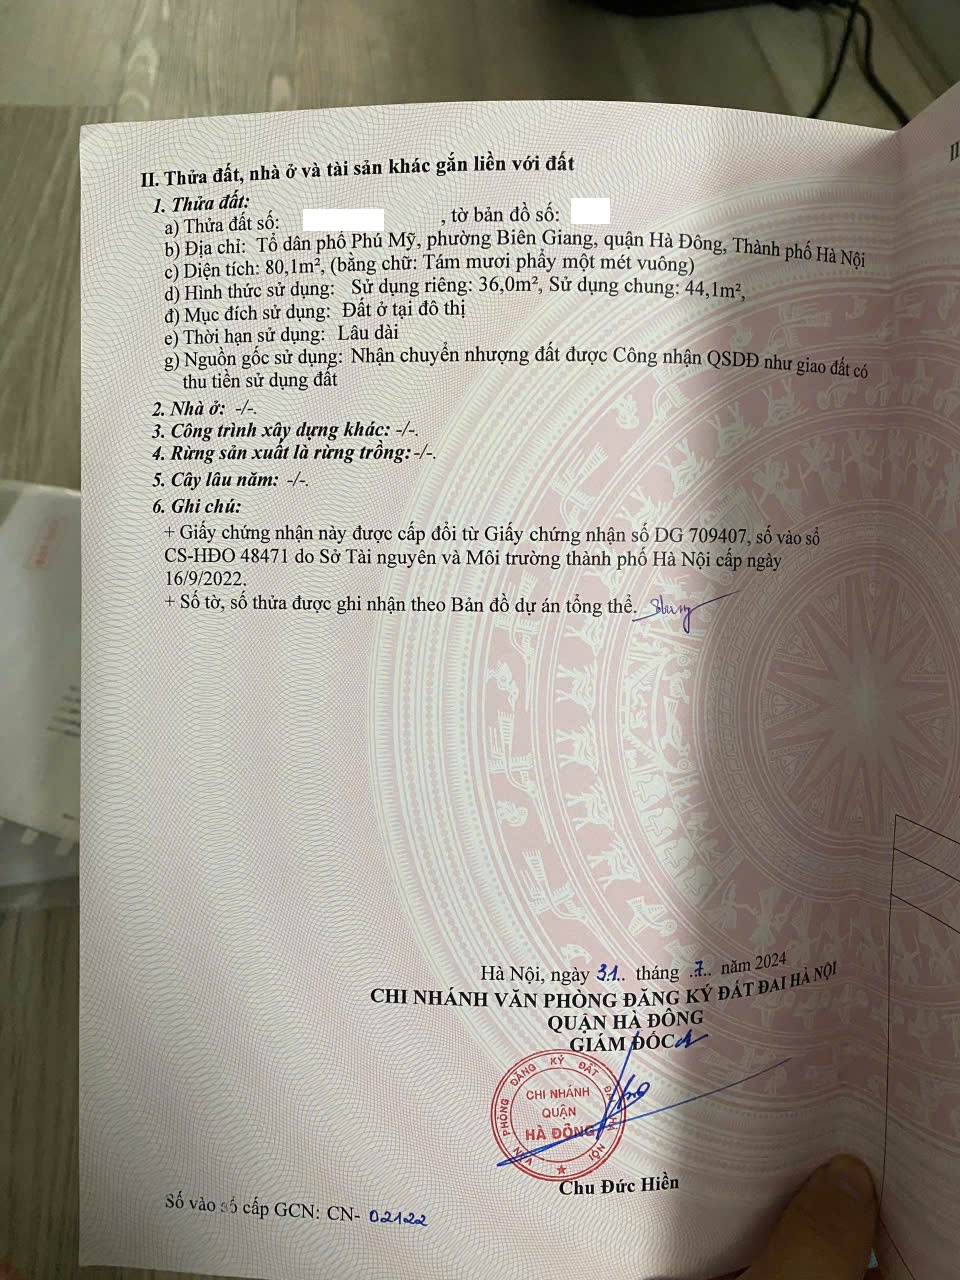 II. Thửa đất, nhà ở và tài sản khác gắn liền với đất
1. Thửa đất:
a) Thửa đất số: , tờ bản đồ số:
b) Địa chỉ: Tổ dân phố Phú Mỹ, phường Biên Giang, quận Hà Đông, Thành phố Hà Nội
c) Diện tích: 80,1m², (bằng chữ: Tám mươi phẩy một mét vuông)
d) Hình thức sử dụng: Sử dụng riêng: 36,0m², Sử dụng chung: 44,1m²,
đ) Mục đích sử dụng: Đất ở tại đô thị
e) Thời hạn sử dụng: Lâu dài
g) Nguồn gốc sử dụng: Nhận chuyển nhượng đất được Công nhận QSDĐ như giao đất có
thu tiền sử dụng đất
2. Nhà ở: -/-.
3. Công trình xây dựng khác: -/-.
4. Rừng sản xuất là rừng trồng: -/-.
5. Cây lâu năm: -/-.
6. Ghi chú:
+ Giấy chứng nhận này được cấp đổi từ Giấy chứng nhận số DG 709407, số vào sổ
CS-HĐO 48471 do Sở Tài nguyên và Môi trường thành phố Hà Nội cấp ngày
16/9/2022.
+ Số tờ, số thửa được ghi nhận theo Bản đồ dự án tổng thể.
Hà Nội, ngày 31.. tháng .7.. năm 2024
CHI NHÁNH VĂN PHÒNG ĐĂNG KÝ ĐẤT ĐAI HÀ NỘI
QUẬN HÀ ĐÔNG
GIÁM ĐỐC
VĂN PHÒNG ĐĂNG KÝ ĐẤT ĐAI HÀ NỘI
CHI NHÁNH
QUẬN
HÀ ĐÔNG
Chu Đức Hiền
Số vào sổ cấp GCN: CN- 02122